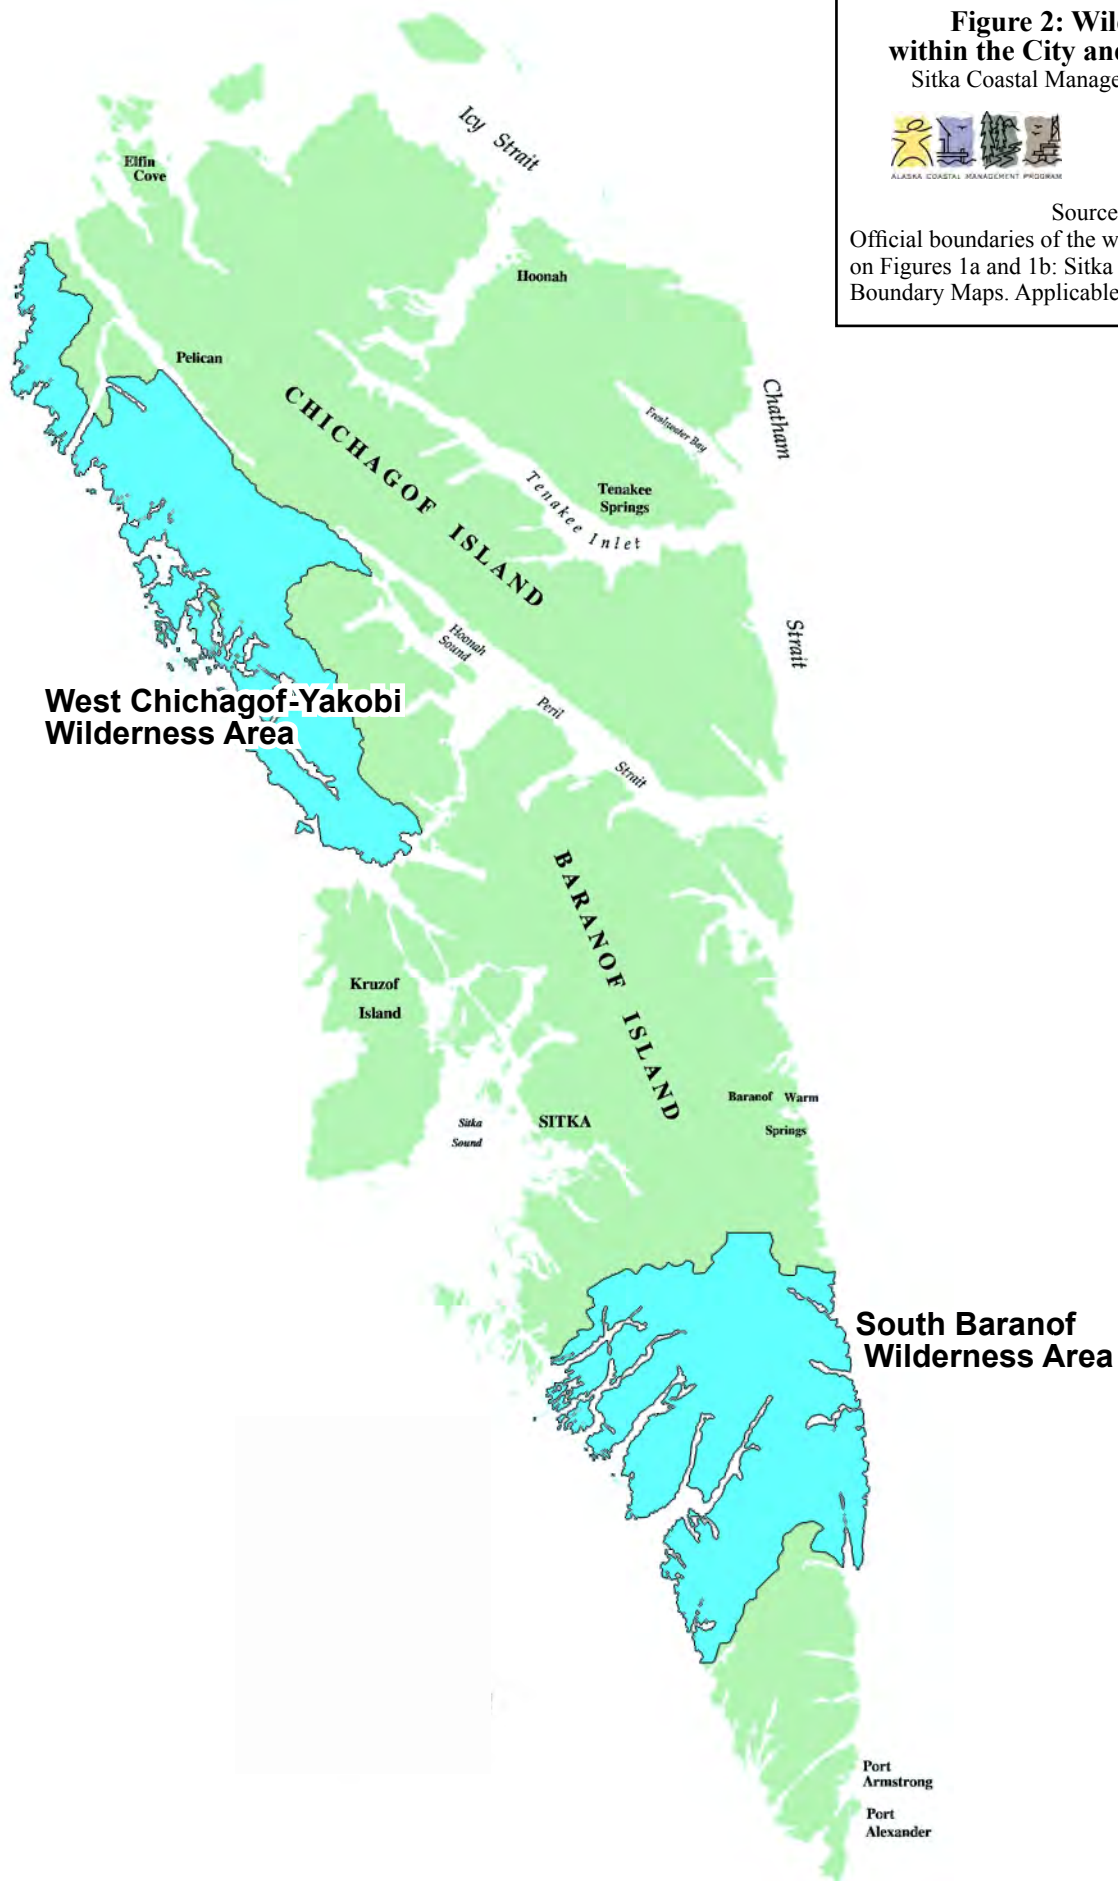 Figure 2: Wil
within the City and
Sitka Coastal Manage
ALASKA COASTAL MANAGEMENT PROGRAM
Source
Official boundaries of the w
on Figures 1a and 1b: Sitka
Boundary Maps. Applicable
Icy Strait
Elfin
Cove
Hoonah
Pelican
Chatham
Freshwater Bay
CHICHAGOF ISLAND
Tenakee
Springs
Tenakee Inlet
Strait
Hoonah
Sound
West Chichagof-Yakobi
Wilderness Area
Peril
Strait
BARANOF ISLAND
Kruzof
Island
Baranof Warm
Springs
Sitka
Sound
SITKA
South Baranof
Wilderness Area
Port
Armstrong
Port
Alexander